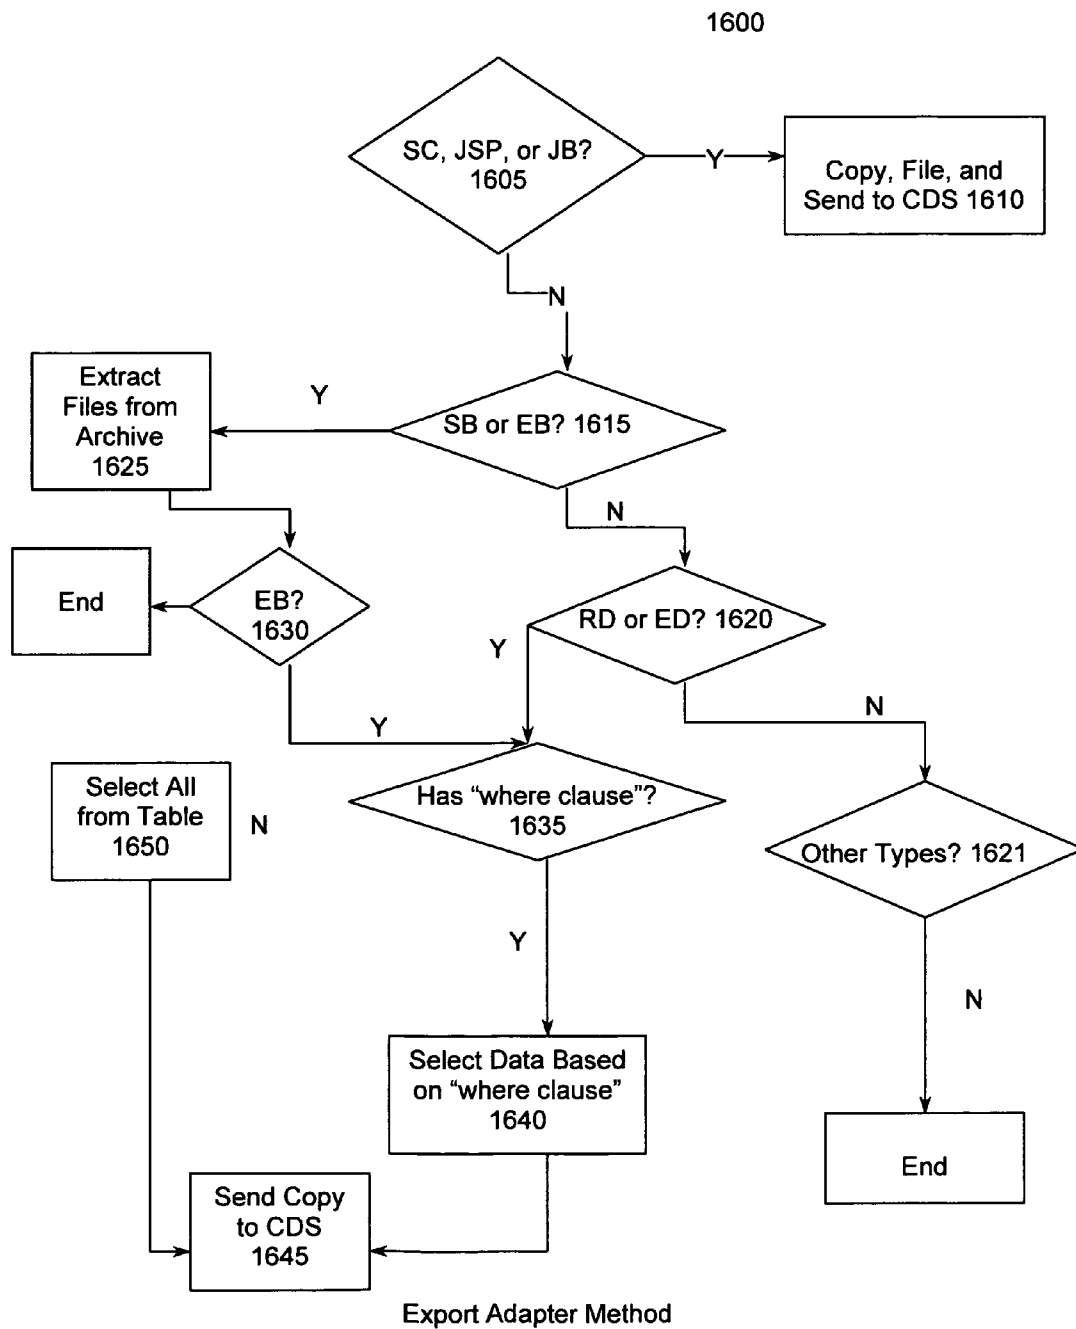 1600
SC, JSP, or JB?
1605
Y
Copy, File, and
Send to CDS 1610
N
Extract
Files from
Archive
1625
Y
SB or EB? 1615
N
End
EB?
1630
RD or ED? 1620
Y
N
Y
Select All
from Table
1650
N
Has “where clause”?
1635
Other Types? 1621
Y
N
Select Data Based
on “where clause”
1640
End
Send Copy
to CDS
1645
Export Adapter Method